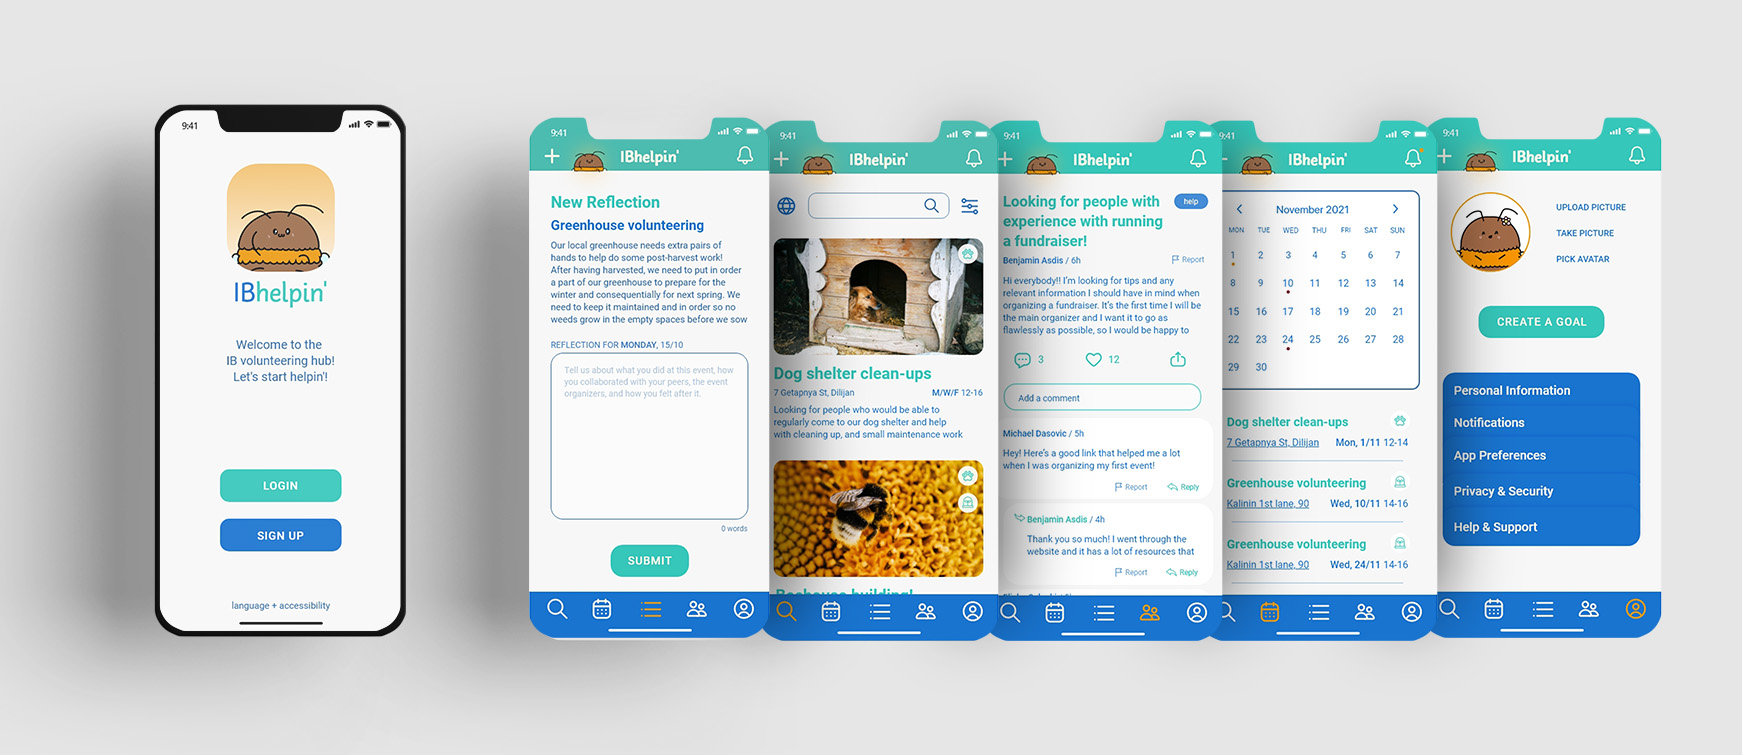 9:41
IBhelpin'
Welcome to the
IB volunteering hub!
Let's start helpin'!
LOGIN
SIGN UP
language + accessibility
9:41
IBhelpin'
New Reflection
Greenhouse volunteering
Our local greenhouse needs extra pairs of
hands to help do some post-harvest work!
After having harvested, we need to put in order
a part of our greenhouse to prepare for the
winter and consequentially for next spring. We
need to keep it maintained and in order so no
weeds grow in the empty spaces before we sow
REFLECTION FOR MONDAY, 15/10
Tell us about what you did at this event, how
you collaborated with your peers, the event
organizers, and how you felt after it.
0 words
SUBMIT
9:41
IBhelpin'
Dog shelter clean-ups
7 Getapnya St, Dilijan M/W/F 12-16
Looking for people who would be able to
regularly come to our dog shelter and help
with cleaning up, and small maintenance work
9:41
IBhelpin'
Looking for people with help
experience with running
a fundraiser!
Benjamin Asdis / 6h Report
Hi everybody!! I'm looking for tips and any
relevant information I should have in mind when
organizing a fundraiser. It's the first time I will be
the main organizer and I want it to go as
flawlessly as possible, so I would be happy to
3 12
Add a comment
Michael Dasovic / 5h
Hey! Here's a good link that helped me a lot
when I was organizing my first event!
Report Reply
Benjamin Asdis / 4h
Thank you so much! I went through the
website and it has a lot of resources that
Report Reply
9:41
IBhelpin'
November 2021
MON TUE WED THU FRI SAT SUN
1 2 3 4 5 6 7
8 9 10 11 12 13 14
15 16 17 18 19 20 21
22 23 24 25 26 27 28
29 30
Dog shelter clean-ups
7 Getapnya St, Dilijan Mon, 1/11 12-14
Greenhouse volunteering
Kalinin 1st lane, 90 Wed, 10/11 14-16
Greenhouse volunteering
Kalinin 1st lane, 90 Wed, 24/11 14-16
9:41
IBhelpin'
UPLOAD PICTURE
TAKE PICTURE
PICK AVATAR
CREATE A GOAL
Personal Information
Notifications
App Preferences
Privacy & Security
Help & Support